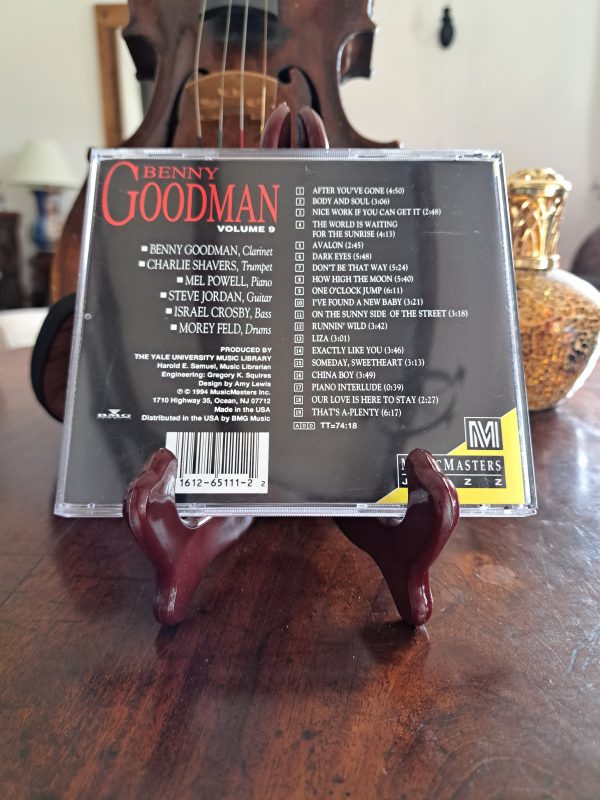 BENNY
GOODMAN
VOLUME 9
BENNY GOODMAN, Clarinet
CHARLIE SHAVERS, Trumpet
MEL POWELL, Piano
STEVE JORDAN, Guitar
ISRAEL CROSBY, Bass
MOREY FELD, Drums
PRODUCED BY
THE YALE UNIVERSITY MUSIC LIBRARY
Harold E. Samuel, Music Librarian
Engineering: Gregory K. Squires
Design by Amy Lewis
℗ © 1994 MusicMasters Inc.
1710 Highway 35, Ocean, NJ 07712
Made in the USA
Distributed in the USA by BMG Music
BMG
1612-65111-2 2
1 AFTER YOU'VE GONE (4:50)
2 BODY AND SOUL (3:06)
3 NICE WORK IF YOU CAN GET IT (2:48)
4 THE WORLD IS WAITING
FOR THE SUNRISE (4:13)
5 AVALON (2:45)
6 DARK EYES (5:48)
7 DON'T BE THAT WAY (5:24)
8 HOW HIGH THE MOON (5:40)
9 ONE O'CLOCK JUMP (6:11)
10 I'VE FOUND A NEW BABY (3:21)
11 ON THE SUNNY SIDE OF THE STREET (3:18)
12 RUNNIN' WILD (3:42)
13 LIZA (3:01)
14 EXACTLY LIKE YOU (3:46)
15 SOMEDAY, SWEETHEART (3:13)
16 CHINA BOY (3:49)
17 PIANO INTERLUDE (0:39)
18 OUR LOVE IS HERE TO STAY (2:27)
19 THAT'S A-PLENTY (6:17)
ADD TT=74:18